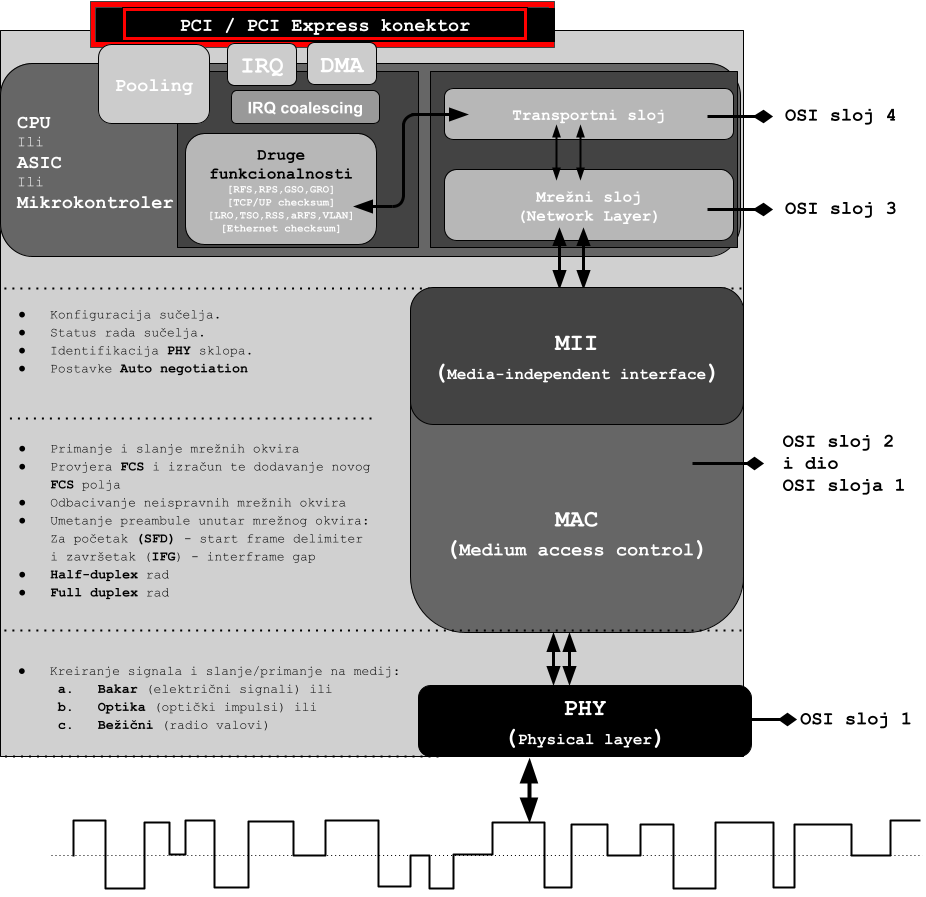 PCI / PCI Express konektor
Pooling
IRQ
DMA
IRQ coalescing
CPU
Ili
ASIC
Ili
Mikrokontroler
Druge
funkcionalnosti
[RFS,RPS,GSO,GRO]
[TCP/UP checksum]
[LRO,TSO,RSS,aRFS,VLAN]
[Ethernet checksum]
Transportni sloj
OSI sloj 4
Mrežni sloj
(Network Layer)
OSI sloj 3
● Konfiguracija sučelja.
● Status rada sučelja.
● Identifikacija PHY sklopa.
● Postavke Auto negotiation
MII
(Media-independent interface)
● Primanje i slanje mrežnih okvira
● Provjera FCS i izračun te dodavanje novog
FCS polja
● Odbacivanje neispravnih mrežnih okvira
● Umetanje preambule unutar mrežnog okvira:
Za početak (SFD) - start frame delimiter
i završetak (IFG) - interframe gap
● Half-duplex rad
● Full duplex rad
MAC
(Medium access control)
OSI sloj 2
i dio
OSI sloja 1
● Kreiranje signala i slanje/primanje na medij:
a. Bakar (električni signali) ili
b. Optika (optički impulsi) ili
c. Bežični (radio valovi)
PHY
(Physical layer)
OSI sloj 1